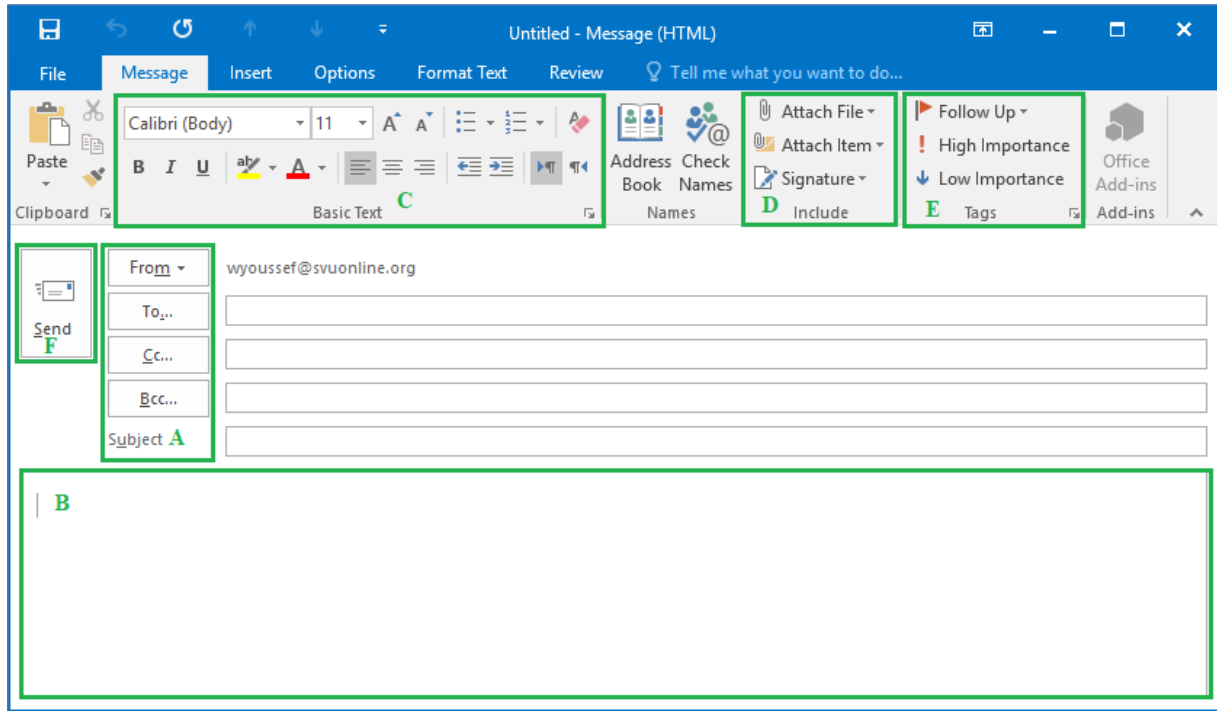 Untitled - Message (HTML)
File Message Insert Options Format Text Review Tell me what you want to do...
Calibri (Body) 11 A A Attach File Follow Up
Attach Item High Importance
Paste B I U aby A Address Check Signature Low Importance Office
Book Names Add-ins
Clipboard Basic Text C Names D Include E Tags Add-ins
From wyoussef@svuonline.org
To...
Send
F
Cc...
Bcc...
Subject A
B